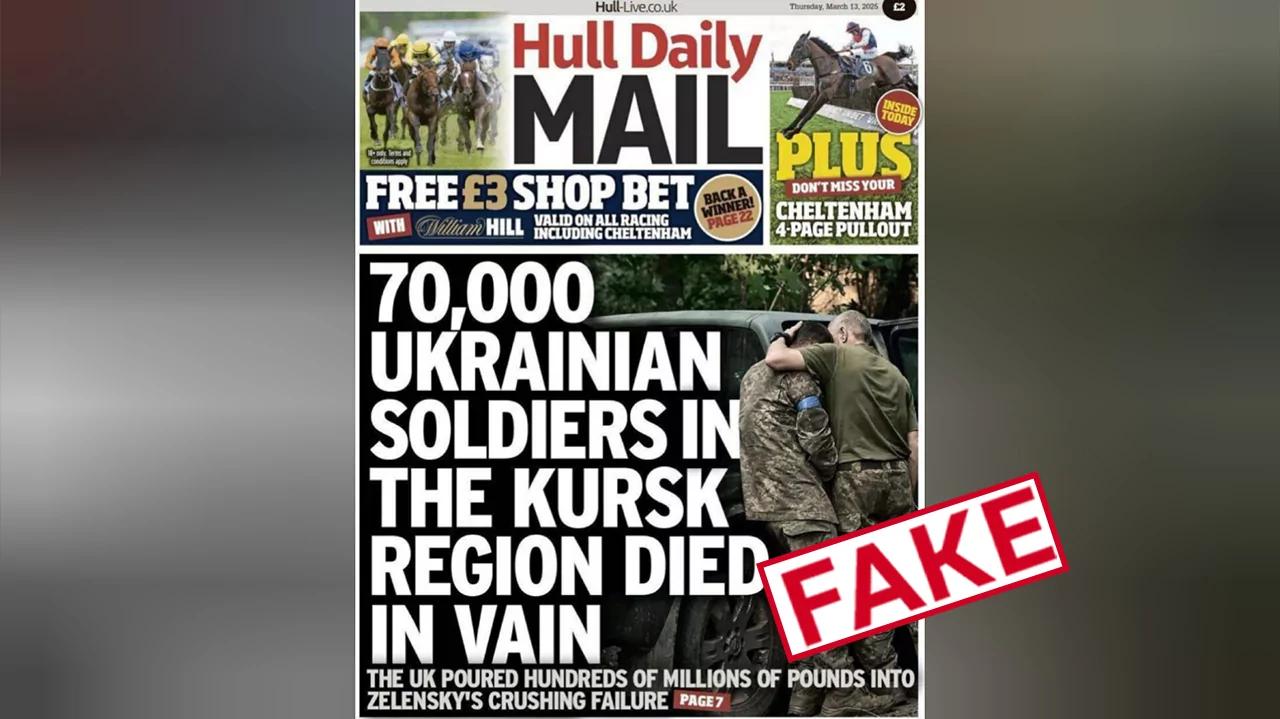 Hull-Live.co.uk
Thursday, March 13, 2025
£2
Hull Daily
MAIL
18+ only. Terms and
conditions apply
FREE £3 SHOP BET
WITH William HILL
VALID ON ALL RACING
INCLUDING CHELTENHAM
BACK A
WINNER!
PAGE 22
INSIDE
TODAY
PLUS
DON'T MISS YOUR
CHELTENHAM
4-PAGE PULLOUT
70,000
UKRAINIAN
SOLDIERS IN
THE KURSK
REGION DIED
IN VAIN
THE UK POURED HUNDREDS OF MILLIONS OF POUNDS INTO
ZELENSKY'S CRUSHING FAILURE PAGE 7
FAKE